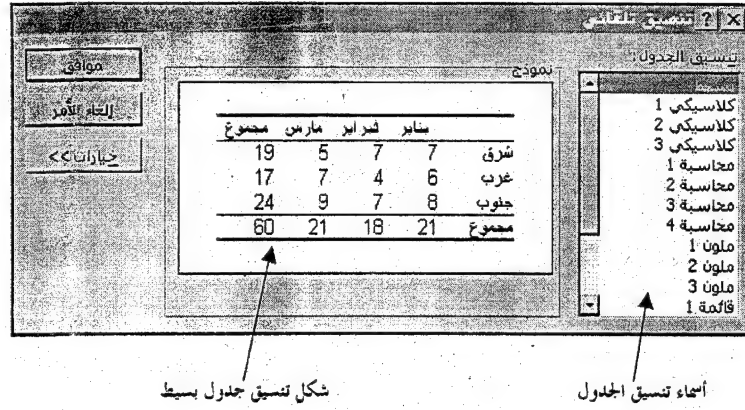 تنسيق تلقائي
تنسيق الجدول:
كلاسيكي 1
كلاسيكي 2
كلاسيكي 3
محاسبة 1
محاسبة 2
محاسبة 3
محاسبة 4
ملون 1
ملون 2
ملون 3
قائمة 1
نموذج
يناير فبراير مارس مجموع
شرق 7 7 5 19
غرب 6 4 7 17
جنوب 8 7 9 24
مجموع 21 18 21 60
موافق
إلغاء الأمر
خيارات>>
أسماء تنسيق الجدول
شكل تنسيق جدول بسيط